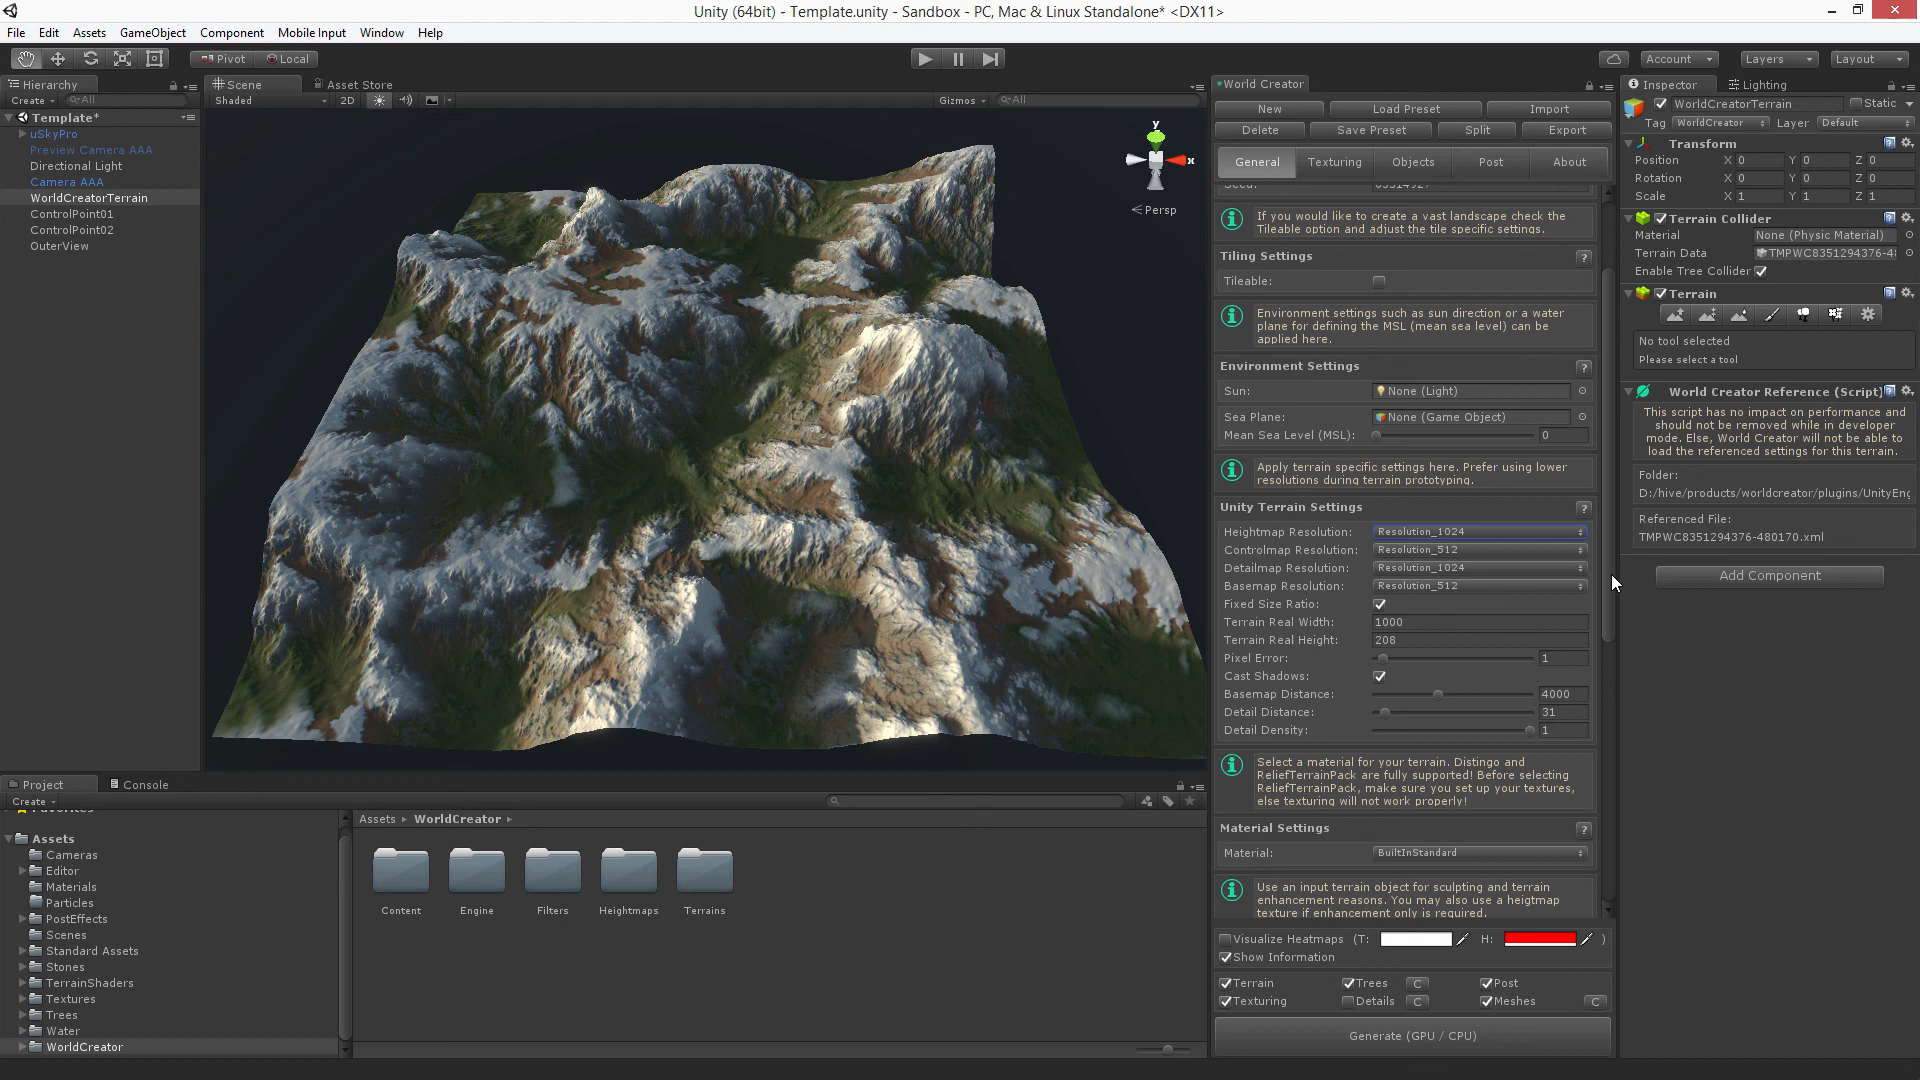 Unity (64bit) - Template.unity - Sandbox - PC, Mac & Linux Standalone* <DX11>
File Edit Assets GameObject Component Mobile Input Window Help
Pivot Local
Account Layers Layout
Hierarchy
Create All
Template*
uSkyPro
Preview Camera AAA
Directional Light
Camera AAA
WorldCreatorTerrain
ControlPoint01
ControlPoint02
OuterView
Scene Asset Store
Shaded 2D Gizmos All
y
x
Persp
World Creator
New Load Preset Import
Delete Save Preset Split Export
General Texturing Objects Post About
If you would like to create a vast landscape check the
Tileable option and adjust the tile specific settings.
Tiling Settings
Tileable:
Environment settings such as sun direction or a water
plane for defining the MSL (mean sea level) can be
applied here.
Environment Settings
Sun: None (Light)
Sea Plane: None (Game Object)
Mean Sea Level (MSL): 0
Apply terrain specific settings here. Prefer using lower
resolutions during terrain prototyping.
Unity Terrain Settings
Heightmap Resolution: Resolution_1024
Controlmap Resolution: Resolution_512
Detailmap Resolution: Resolution_1024
Basemap Resolution: Resolution_512
Fixed Size Ratio:
Terrain Real Width: 1000
Terrain Real Height: 208
Pixel Error: 1
Cast Shadows:
Basemap Distance: 4000
Detail Distance: 31
Detail Density: 1
Select a material for your terrain. Distingo and
ReliefTerrainPack are fully supported! Before selecting
ReliefTerrainPack, make sure you set up your textures,
else texturing will not work properly!
Material Settings
Material: BuiltInStandard
Use an input terrain object for sculpting and terrain
enhancement reasons. You may also use a heigtmap
texture if enhancement only is required.
Visualize Heatmaps (T: H: )
Show Information
Terrain Trees C Post
Texturing Details C Meshes C
Generate (GPU / CPU)
Inspector Lighting
WorldCreatorTerrain Static
Tag WorldCreator Layer Default
Transform
Position X 0 Y 0 Z 0
Rotation X 0 Y 0 Z 0
Scale X 1 Y 1 Z 1
Terrain Collider
Material None (Physic Material)
Terrain Data TMPWC8351294376-48
Enable Tree Collider
Terrain
No tool selected
Please select a tool
World Creator Reference (Script)
This script has no impact on performance and
should not be removed while in developer
mode. Else, World Creator will not be able to
load the referenced settings for this terrain.
Folder:
D:/hive/products/worldcreator/plugins/UnityEng
Referenced File:
TMPWC8351294376-480170.xml
Add Component
Project Console
Create
Assets
Cameras
Editor
Materials
Particles
PostEffects
Scenes
Standard Assets
Stones
TerrainShaders
Textures
Trees
Water
WorldCreator
Assets WorldCreator
Content Engine Filters Heightmaps Terrains